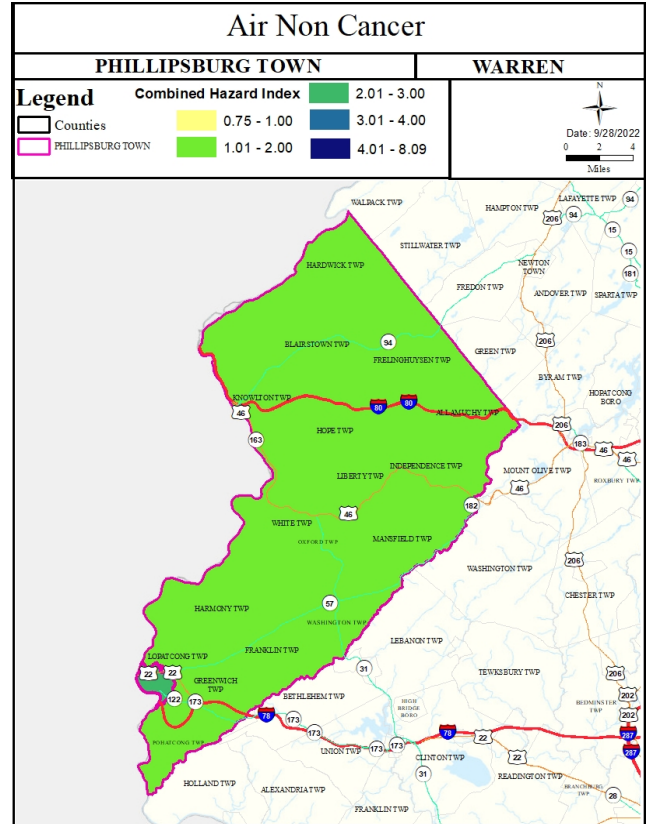 Air Non Cancer
PHILLIPSBURG TOWN
WARREN
Legend
Combined Hazard Index
Counties
PHILLIPSBURG TOWN
0.75 - 1.00
1.01 - 2.00
2.01 - 3.00
3.01 - 4.00
4.01 - 8.09
N
Date: 9/28/2022
0 2 4
Miles
WALPACK TWP
LAFAYETTE TWP
94
HAMPTON TWP
206
94
15
STILLWATER TWP
15
HARDWICK TWP
NEWTON
TOWN
181
FREDON TWP
ANDOVER TWP
SPARTA TWP
94
206
BLAIRSTOWN TWP
GREEN TWP
FRELINGHUYSEN TWP
BYRAM TWP
HOPATCONG
BORO
KNOWLTON TWP
80
80
46
ALLAMUCHY TWP
206
HOPE TWP
163
183
46
46
INDEPENDENCE TWP
MOUNT OLIVE TWP
LIBERTY TWP
ROXBURY TWP
46
182
46
WHITE TWP
MANSFIELD TWP
OXFORD TWP
206
WASHINGTON TWP
CHESTER TWP
57
HARMONY TWP
WASHINGTON TWP
LEBANON TWP
FRANKLIN TWP
LOPATCONG TWP
31
22
22
TEWKSBURY TWP
206
GREENWICH
TWP
BETHLEHEM TWP
202
122
173
HIGH
BRIDGE
BORO
BEDMINSTER
TWP
202
78
173
173
78
287
POHATCONG TWP
22
287
UNION TWP
173
173
CLINTON TWP
22
31
READINGTON TWP
HOLLAND TWP
ALEXANDRIA TWP
BRANCHBURG
TWP
28
FRANKLIN TWP